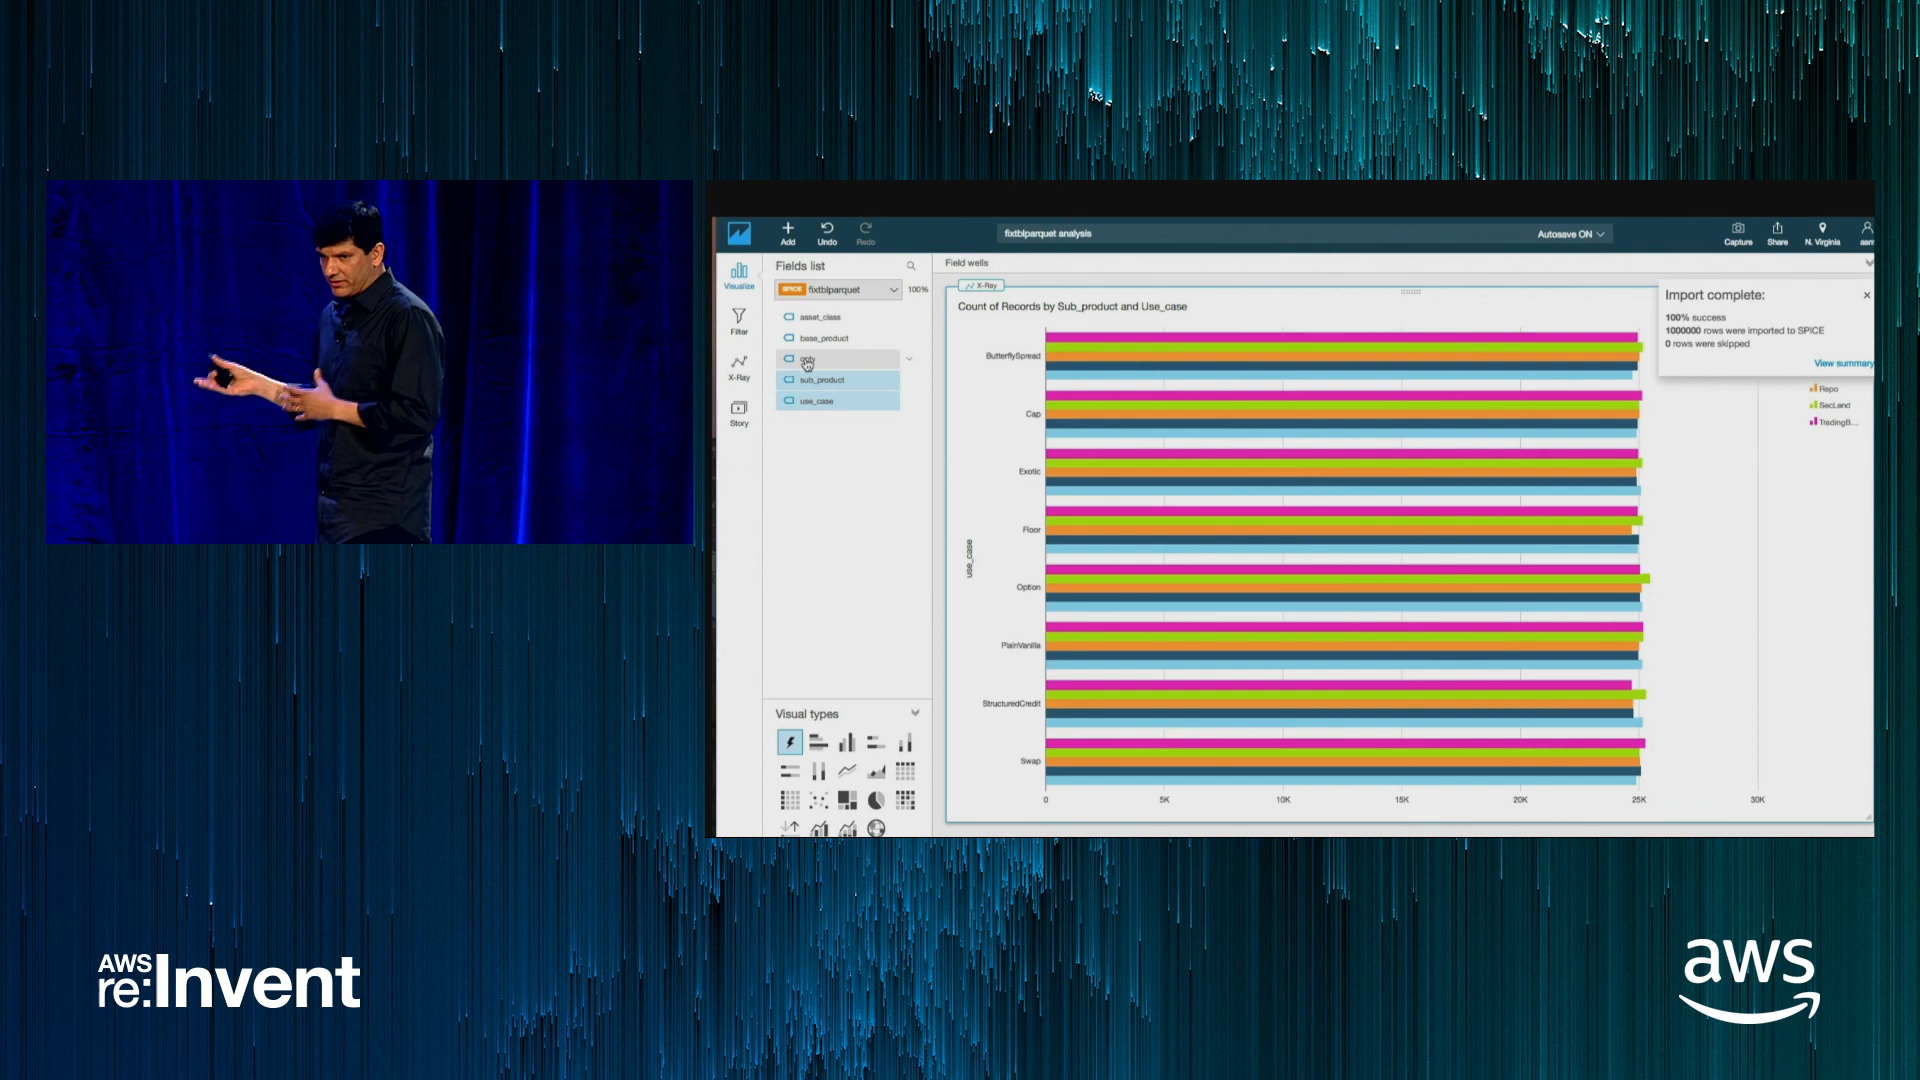 Add
Undo
Redo
fixtblparquet analysis
Autosave ON
Capture
Share
N. Virginia
Visualize
Filter
X-Ray
Story
Fields list
SPICE fixtblparquet 100%
asset_class
base_product
sub_product
use_case
Visual types
Field wells
X-Ray
Count of Records by Sub_product and Use_case
use_case
ButterflySpread
Cap
Exotic
Floor
Option
PlainVanilla
StructuredCredit
Swap
0 5K 10K 15K 20K 25K 30K
Import complete:
100% success
1000000 rows were imported to SPICE
0 rows were skipped
View summary
Repo
SecLend
TradingB...
AWS
re:Invent
aws